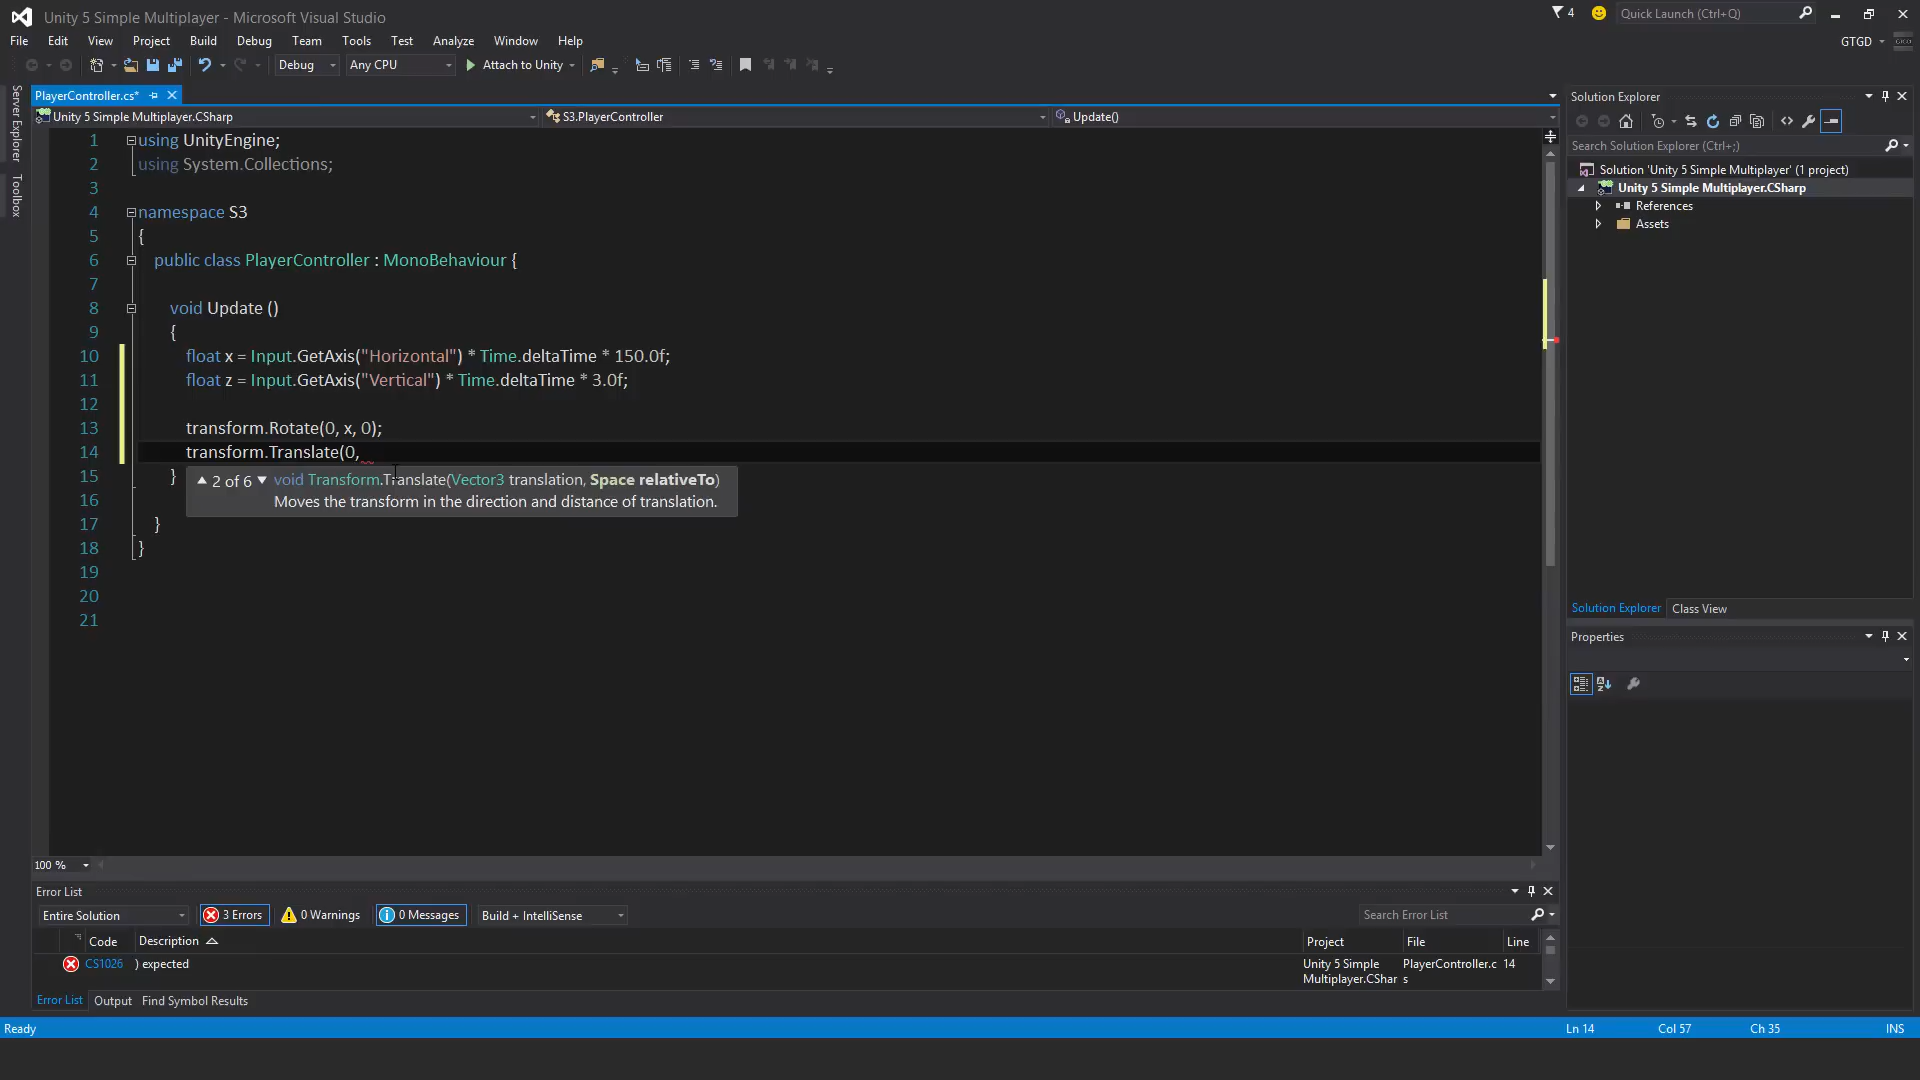 Unity 5 Simple Multiplayer - Microsoft Visual Studio
4
Quick Launch (Ctrl+Q)
File Edit View Project Build Debug Team Tools Test Analyze Window Help
GTGD
Debug Any CPU Attach to Unity
Server Explorer
Toolbox
PlayerController.cs*
Unity 5 Simple Multiplayer.CSharp S3.PlayerController Update()
1 using UnityEngine;
2 using System.Collections;
3
4 namespace S3
5 {
6 public class PlayerController : MonoBehaviour {
7
8 void Update ()
9 {
10 float x = Input.GetAxis("Horizontal") * Time.deltaTime * 150.0f;
11 float z = Input.GetAxis("Vertical") * Time.deltaTime * 3.0f;
12
13 transform.Rotate(0, x, 0);
14 transform.Translate(0,
15 }
2 of 6 void Transform.Translate(Vector3 translation, Space relativeTo)
Moves the transform in the direction and distance of translation.
16
17 }
18 }
19
20
21
100 %
Solution Explorer
Search Solution Explorer (Ctrl+;)
Solution 'Unity 5 Simple Multiplayer' (1 project)
Unity 5 Simple Multiplayer.CSharp
References
Assets
Solution Explorer Class View
Properties
Error List
Entire Solution 3 Errors 0 Warnings 0 Messages Build + IntelliSense Search Error List
Code Description Project File Line
CS1026 ) expected Unity 5 Simple PlayerController.c 14
Multiplayer.CShar s
Error List Output Find Symbol Results
Ready Ln 14 Col 57 Ch 35 INS